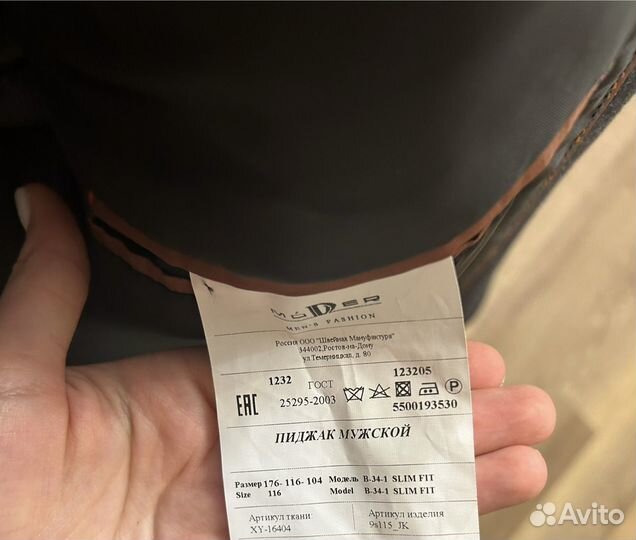 MÓDER
MEN'S FASHION
Россия ООО "Швейная Мануфактура"
344002,Ростов-на-Дону
ул.Темерницкая, д. 80
1232 ГОСТ 123205
EAC 25295-2003 P 5500193530
ПИДЖАК МУЖСКОЙ
Размер 176- 116- 104 Модель B-34-1 SLIM FIT
Size 116 Model B-34-1 SLIM FIT
Артикул ткани Артикул изделия
XY-16404 9s115_JK
Avito